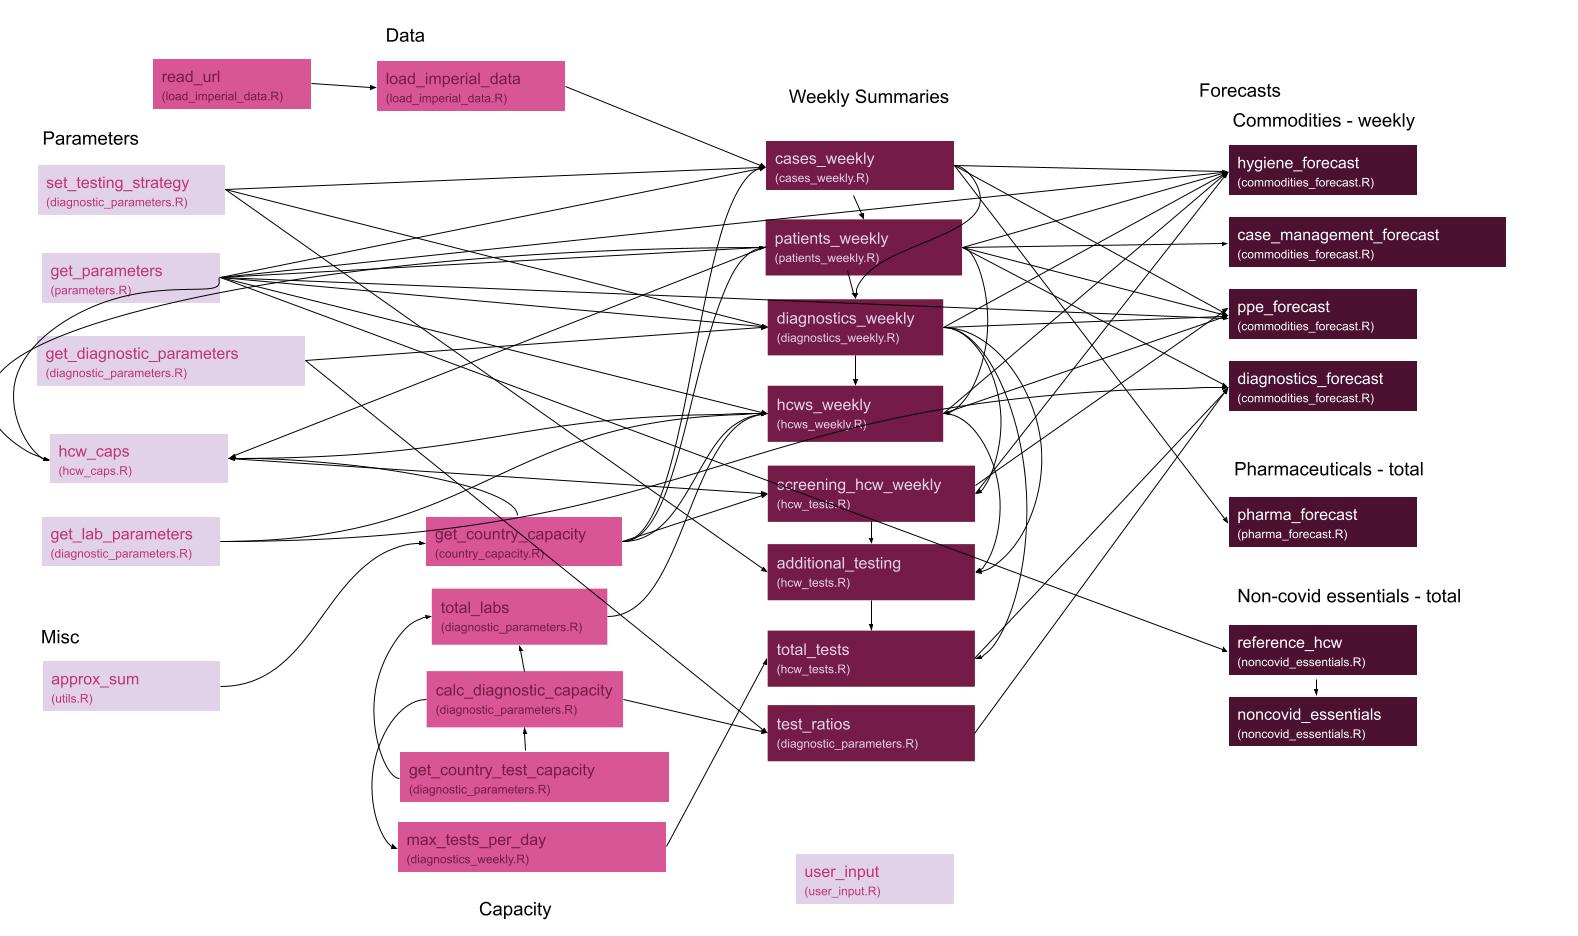 Data
read_url
(load_imperial_data.R)
load_imperial_data
(load_imperial_data.R)
Parameters
set_testing_strategy
(diagnostic_parameters.R)
get_parameters
(parameters.R)
get_diagnostic_parameters
(diagnostic_parameters.R)
hcw_caps
(hcw_caps.R)
get_lab_parameters
(diagnostic_parameters.R)
Misc
approx_sum
(utils.R)
get_country_capacity
(country_capacity.R)
total_labs
(diagnostic_parameters.R)
calc_diagnostic_capacity
(diagnostic_parameters.R)
get_country_test_capacity
(diagnostic_parameters.R)
max_tests_per_day
(diagnostics_weekly.R)
Capacity
Weekly Summaries
cases_weekly
(cases_weekly.R)
patients_weekly
(patients_weekly.R)
diagnostics_weekly
(diagnostics_weekly.R)
hcws_weekly
(hcws_weekly.R)
screening_hcw_weekly
(hcw_tests.R)
additional_testing
(hcw_tests.R)
total_tests
(hcw_tests.R)
test_ratios
(diagnostic_parameters.R)
user_input
(user_input.R)
Forecasts
Commodities - weekly
hygiene_forecast
(commodities_forecast.R)
case_management_forecast
(commodities_forecast.R)
ppe_forecast
(commodities_forecast.R)
diagnostics_forecast
(commodities_forecast.R)
Pharmaceuticals - total
pharma_forecast
(pharma_forecast.R)
Non-covid essentials - total
reference_hcw
(noncovid_essentials.R)
noncovid_essentials
(noncovid_essentials.R)